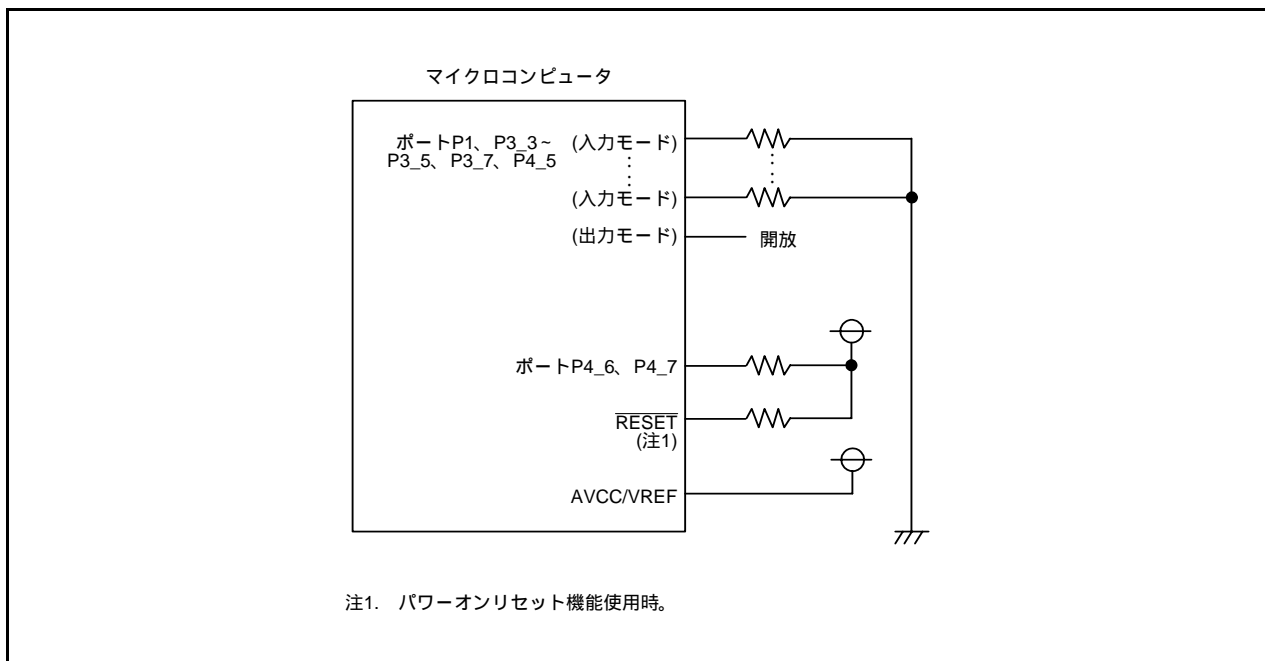 マイクロコンピュータ
ポートP1、P3_3~
P3_5、P3_7、P4_5
(入力モード)
(入力モード)
(出力モード)
開放
ポートP4_6、P4_7
RESET
(注1)
AVCC/VREF
注1. パワーオンリセット機能使用時。